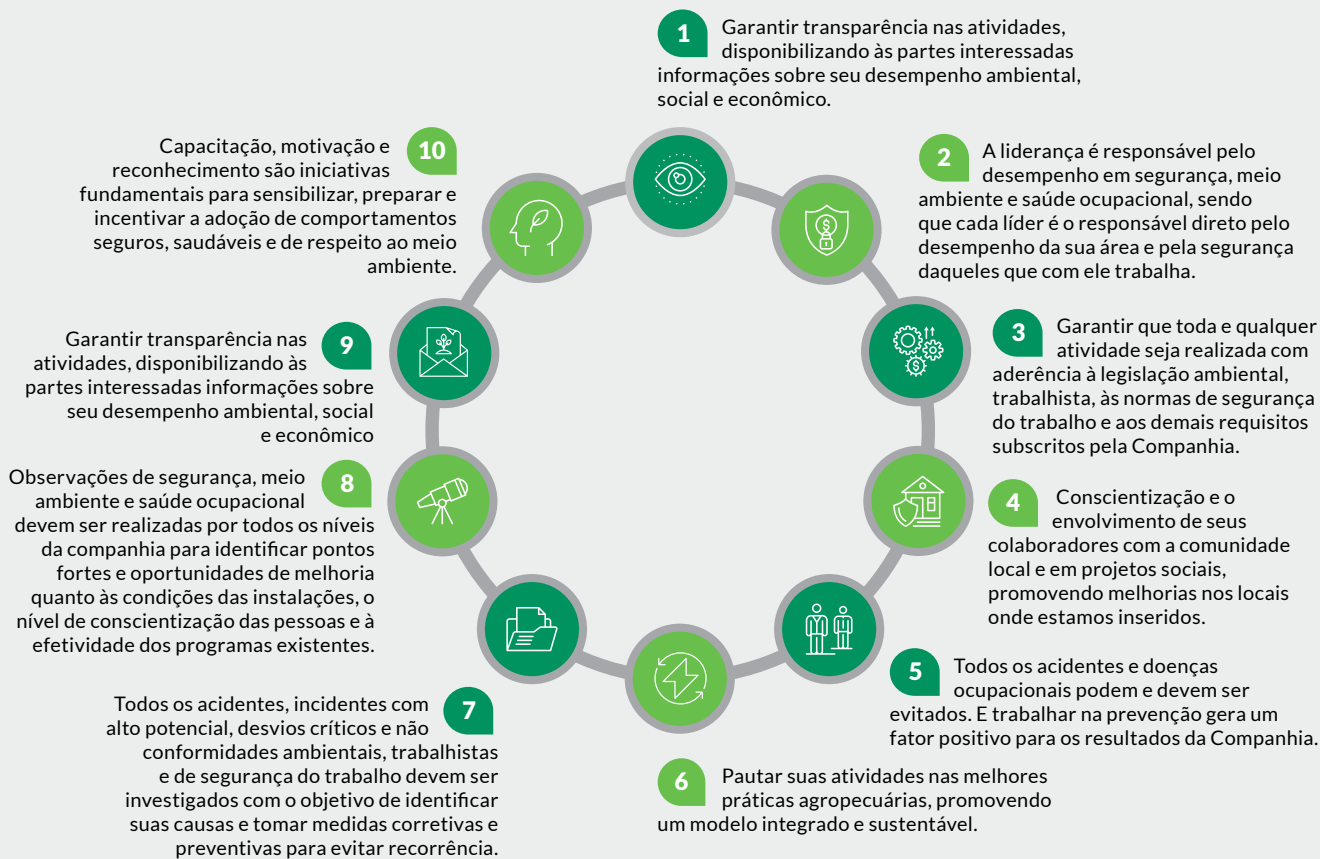 1 Garantir transparência nas atividades,
disponibilizando às partes interessadas
informações sobre seu desempenho ambiental,
social e econômico.
2 A liderança é responsável pelo
desempenho em segurança, meio
ambiente e saúde ocupacional, sendo
que cada líder é o responsável direto pelo
desempenho da sua área e pela segurança
daqueles que com ele trabalha.
3 Garantir que toda e qualquer
atividade seja realizada com
aderência à legislação ambiental,
trabalhista, às normas de segurança
do trabalho e aos demais requisitos
subscritos pela Companhia.
4 Conscientização e o
envolvimento de seus
colaboradores com a comunidade
local e em projetos sociais,
promovendo melhorias nos locais
onde estamos inseridos.
5 Todos os acidentes e doenças
ocupacionais podem e devem ser
evitados. E trabalhar na prevenção gera um
fator positivo para os resultados da Companhia.
6 Pautar suas atividades nas melhores
práticas agropecuárias, promovendo
um modelo integrado e sustentável.
7 Todos os acidentes, incidentes com
alto potencial, desvios críticos e não
conformidades ambientais, trabalhistas
e de segurança do trabalho devem ser
investigados com o objetivo de identificar
suas causas e tomar medidas corretivas e
preventivas para evitar recorrência.
8 Observações de segurança, meio
ambiente e saúde ocupacional
devem ser realizadas por todos os níveis
da companhia para identificar pontos
fortes e oportunidades de melhoria
quanto às condições das instalações, o
nível de conscientização das pessoas e à
efetividade dos programas existentes.
9 Garantir transparência nas
atividades, disponibilizando às
partes interessadas informações sobre
seu desempenho ambiental, social
e econômico
10 Capacitação, motivação e
reconhecimento são iniciativas
fundamentais para sensibilizar, preparar e
incentivar a adoção de comportamentos
seguros, saudáveis e de respeito ao meio
ambiente.